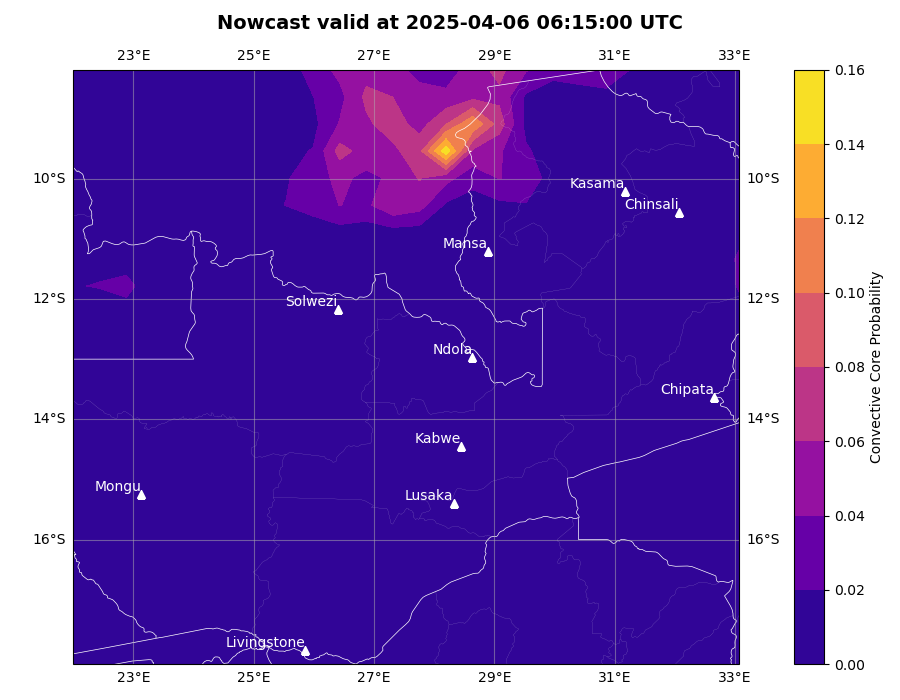 Nowcast valid at 2025-04-06 06:15:00 UTC
23°E 25°E 27°E 29°E 31°E 33°E
0.16
0.14
10°S Kasama 10°S
Chinsali
0.12
Mansa
12°S Solwezi 12°S
0.10
Ndola
0.08
Chipata
14°S 14°S
Kabwe
0.06
Mongu Lusaka
0.04
16°S 16°S
0.02
Livingstone
0.00
23°E 25°E 27°E 29°E 31°E 33°E
Convective Core Probability